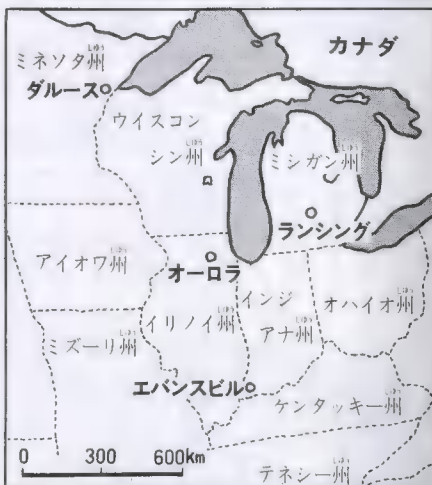 カナダ
ミネソタ州
ダルース
ウイスコン
シン州
ミシガン州
ランシング
アイオワ州
オーロラ
インジ
アナ州
オハイオ州
イリノイ州
ミズーリ州
エバンスビル
ケンタッキー州
0 300 600km
テネシー州